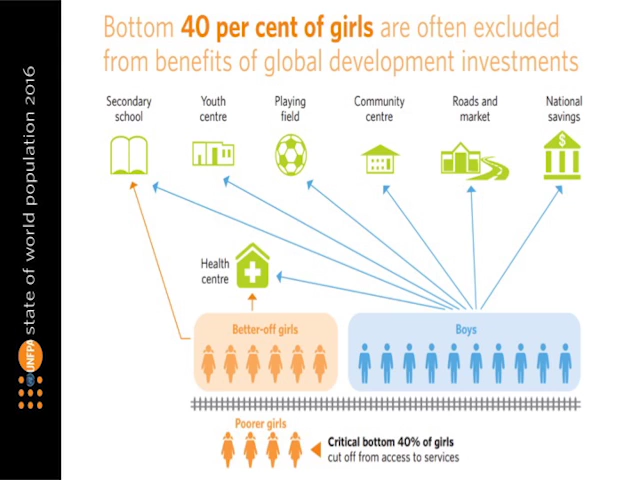 Bottom 40 per cent of girls are often excluded
from benefits of global development investments
Secondary
school
Youth
centre
Playing
field
Community
centre
Roads and
market
National
savings
$
Health
centre
Better-off girls
Boys
Poorer girls
Critical bottom 40% of girls
cut off from access to services
UNFPA state of world population 2016